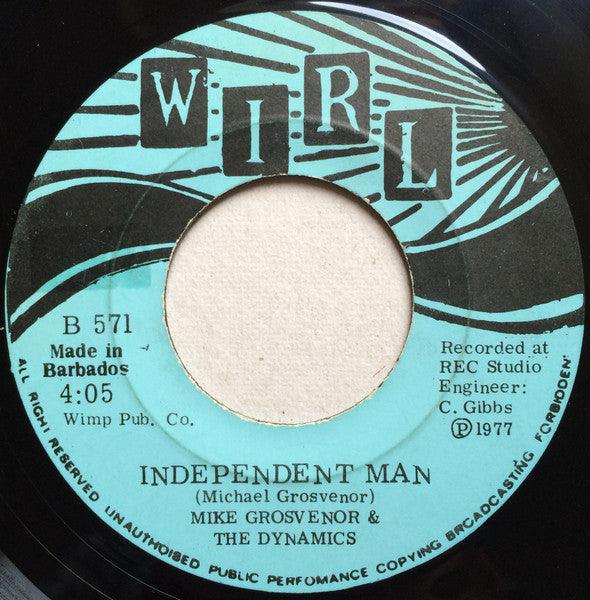 WIRL
B 571
Made in
Barbados
4:05
Wimp Pub. Co.
Recorded at
REC Studio
Engineer:
C. Gibbs
℗1977
INDEPENDENT MAN
(Michael Grosvenor)
MIKE GROSVENOR &
THE DYNAMICS
ALL RIGHT RESERVED UNAUTHOISED PUBLIC PERFOMANCE COPYING BROADCASTING FORBIDDEN